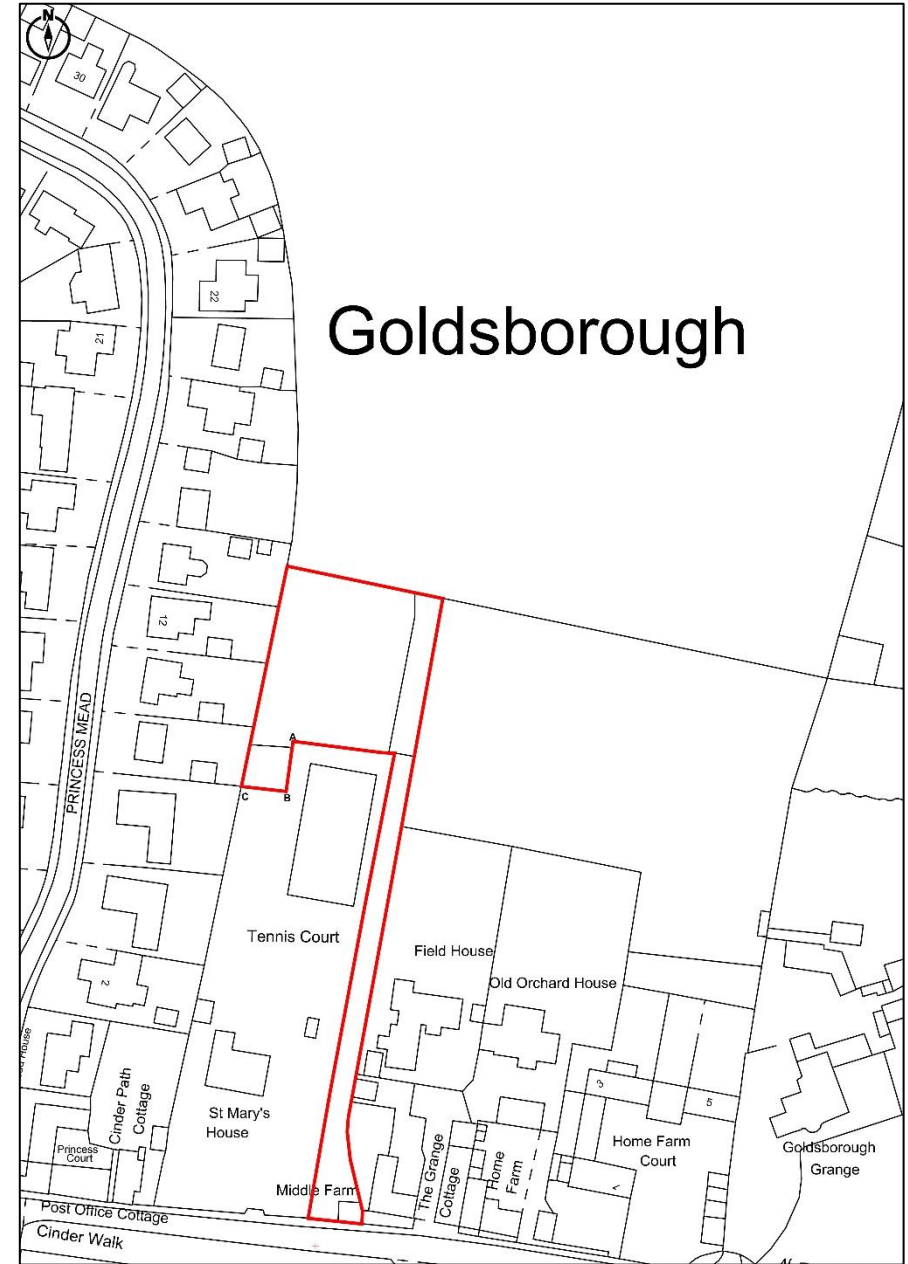 N
30
22
Goldsborough
21
12
PRINCESS MEAD
A
C
B
Tennis Court
Field House
Old Orchard House
2
House
Cinder Path
Cottage
St Mary's
House
Princess
Court
The Grange
Cottage
Home
Farm
3
5
Home Farm
Court
Goldsborough
Grange
Middle Farm
Post Office Cottage
Cinder Walk